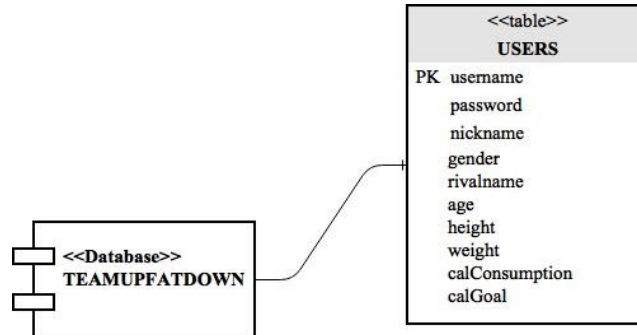 <<table>>
USERS
PK username
password
nickname
gender
rivalname
age
height
weight
calConsumption
calGoal
<<Database>>
TEAMUPFATDOWN